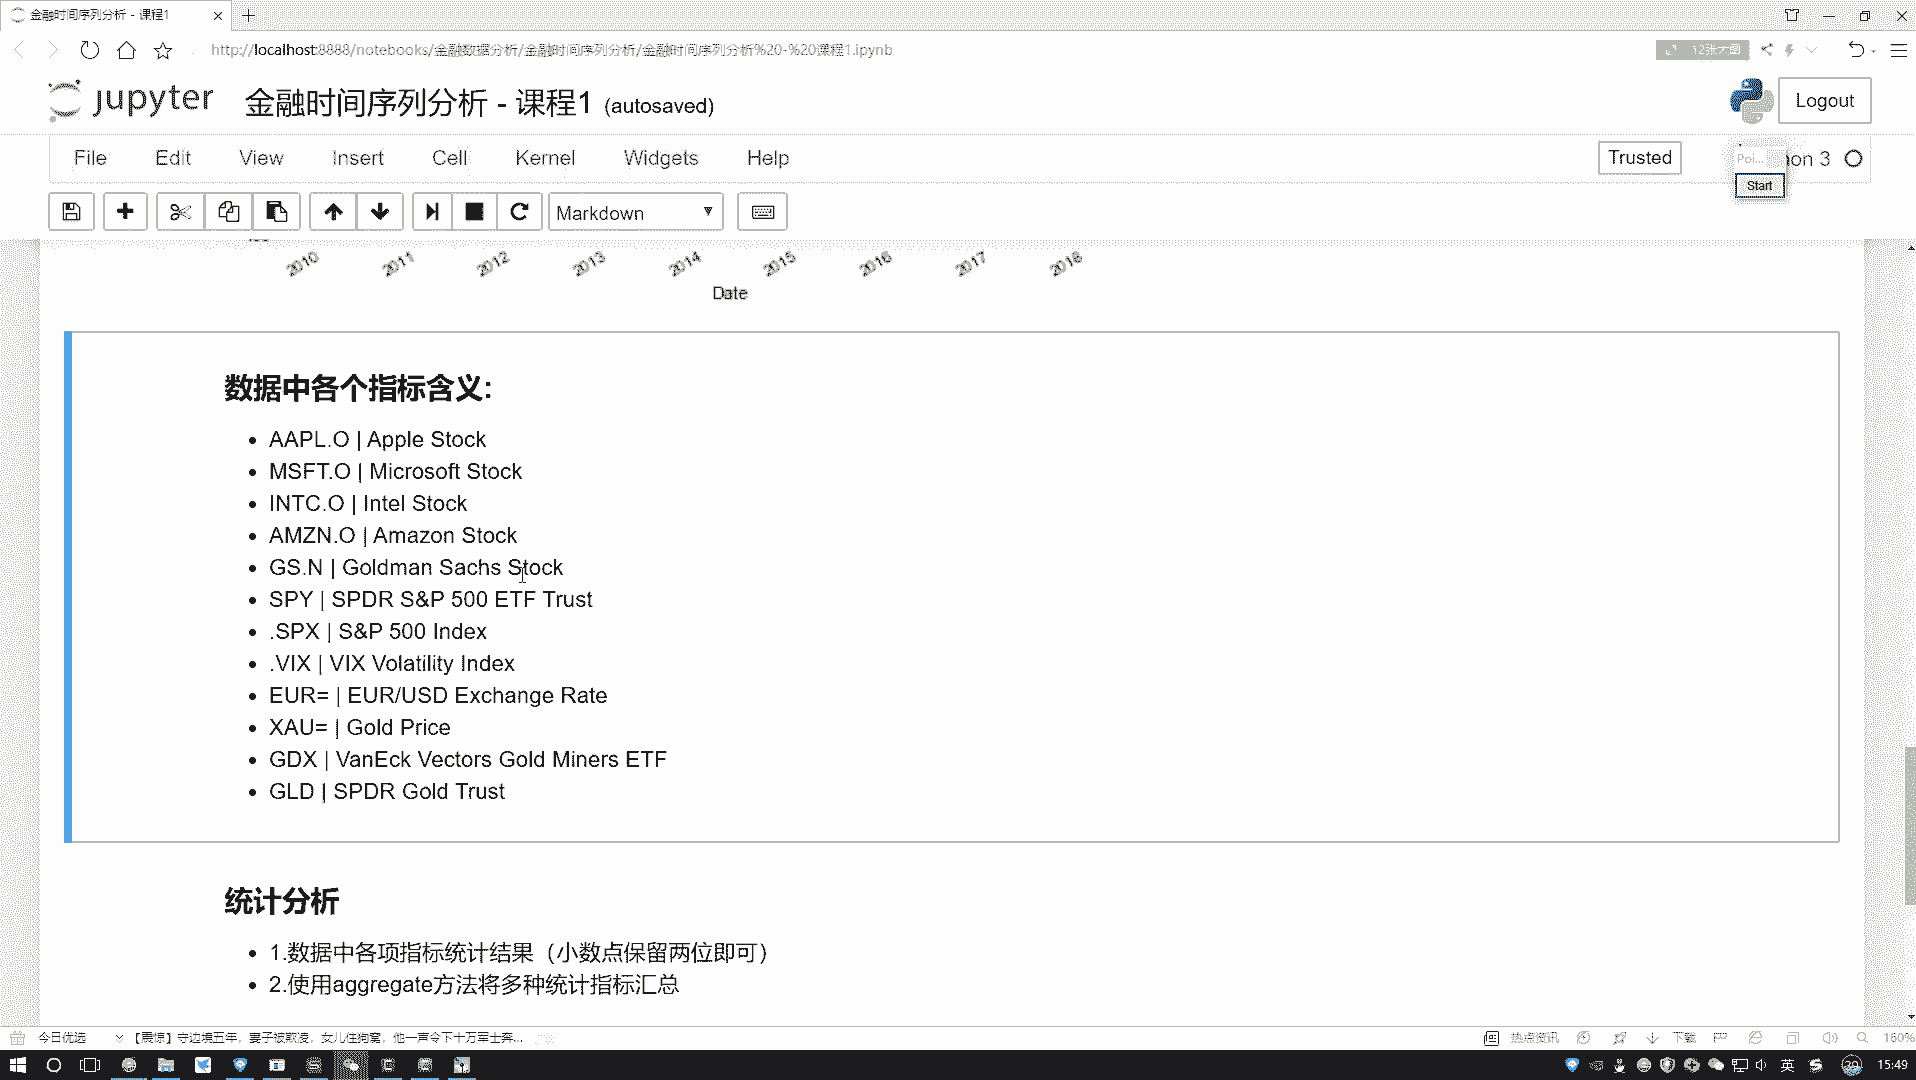 金融时间序列分析 - 课程1
http://localhost:8888/notebooks/金融数据分析/金融时间序列分析/金融时间序列分析%20-%20课程1.ipynb
12张大图
jupyter 金融时间序列分析 - 课程1 (autosaved)
Logout
File Edit View Insert Cell Kernel Widgets Help
Trusted
Poi... on 3
Start
Markdown
2010 2011 2012 2013 2014 2015 2016 2017 2018
Date
数据中各个指标含义:
AAPL.O | Apple Stock
MSFT.O | Microsoft Stock
INTC.O | Intel Stock
AMZN.O | Amazon Stock
GS.N | Goldman Sachs Stock
SPY | SPDR S&P 500 ETF Trust
.SPX | S&P 500 Index
.VIX | VIX Volatility Index
EUR= | EUR/USD Exchange Rate
XAU= | Gold Price
GDX | VanEck Vectors Gold Miners ETF
GLD | SPDR Gold Trust
统计分析
1.数据中各项指标统计结果（小数点保留两位即可）
2.使用aggregate方法将多种统计指标汇总
今日优选 【震惊】守边境五年，妻子被欺凌，女儿住狗窝，他一声令下十万军士奔... 热点资讯 下载 160%
英 20 15:49